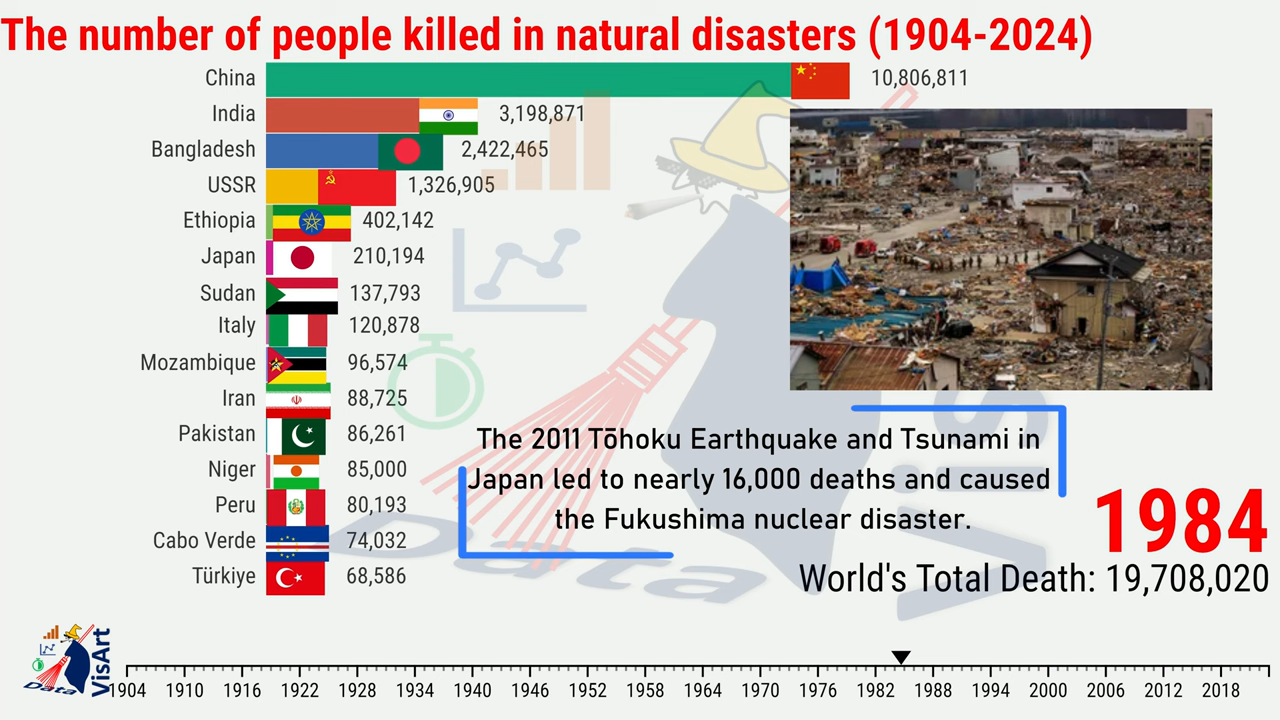 The number of people killed in natural disasters (1904-2024)
China 10,806,811
India 3,198,871
Bangladesh 2,422,465
USSR 1,326,905
Ethiopia 402,142
Japan 210,194
Sudan 137,793
Italy 120,878
Mozambique 96,574
Iran 88,725
Pakistan 86,261
Niger 85,000
Peru 80,193
Cabo Verde 74,032
Türkiye 68,586
The 2011 Tōhoku Earthquake and Tsunami in
Japan led to nearly 16,000 deaths and caused
the Fukushima nuclear disaster.
1984
World's Total Death: 19,708,020
Data
Vis
Data
VisArt
1904 1910 1916 1922 1928 1934 1940 1946 1952 1958 1964 1970 1976 1982 1988 1994 2000 2006 2012 2018